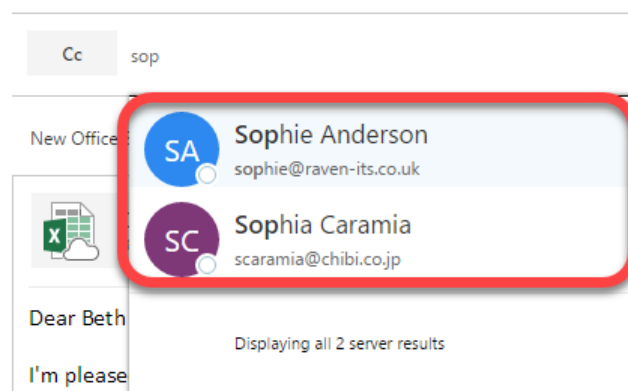 Cc sop
SA Sophie Anderson
sophie@raven-its.co.uk
New Office
SC Sophia Caramia
scaramia@chibi.co.jp
X
Dear Beth
Displaying all 2 server results
I'm please